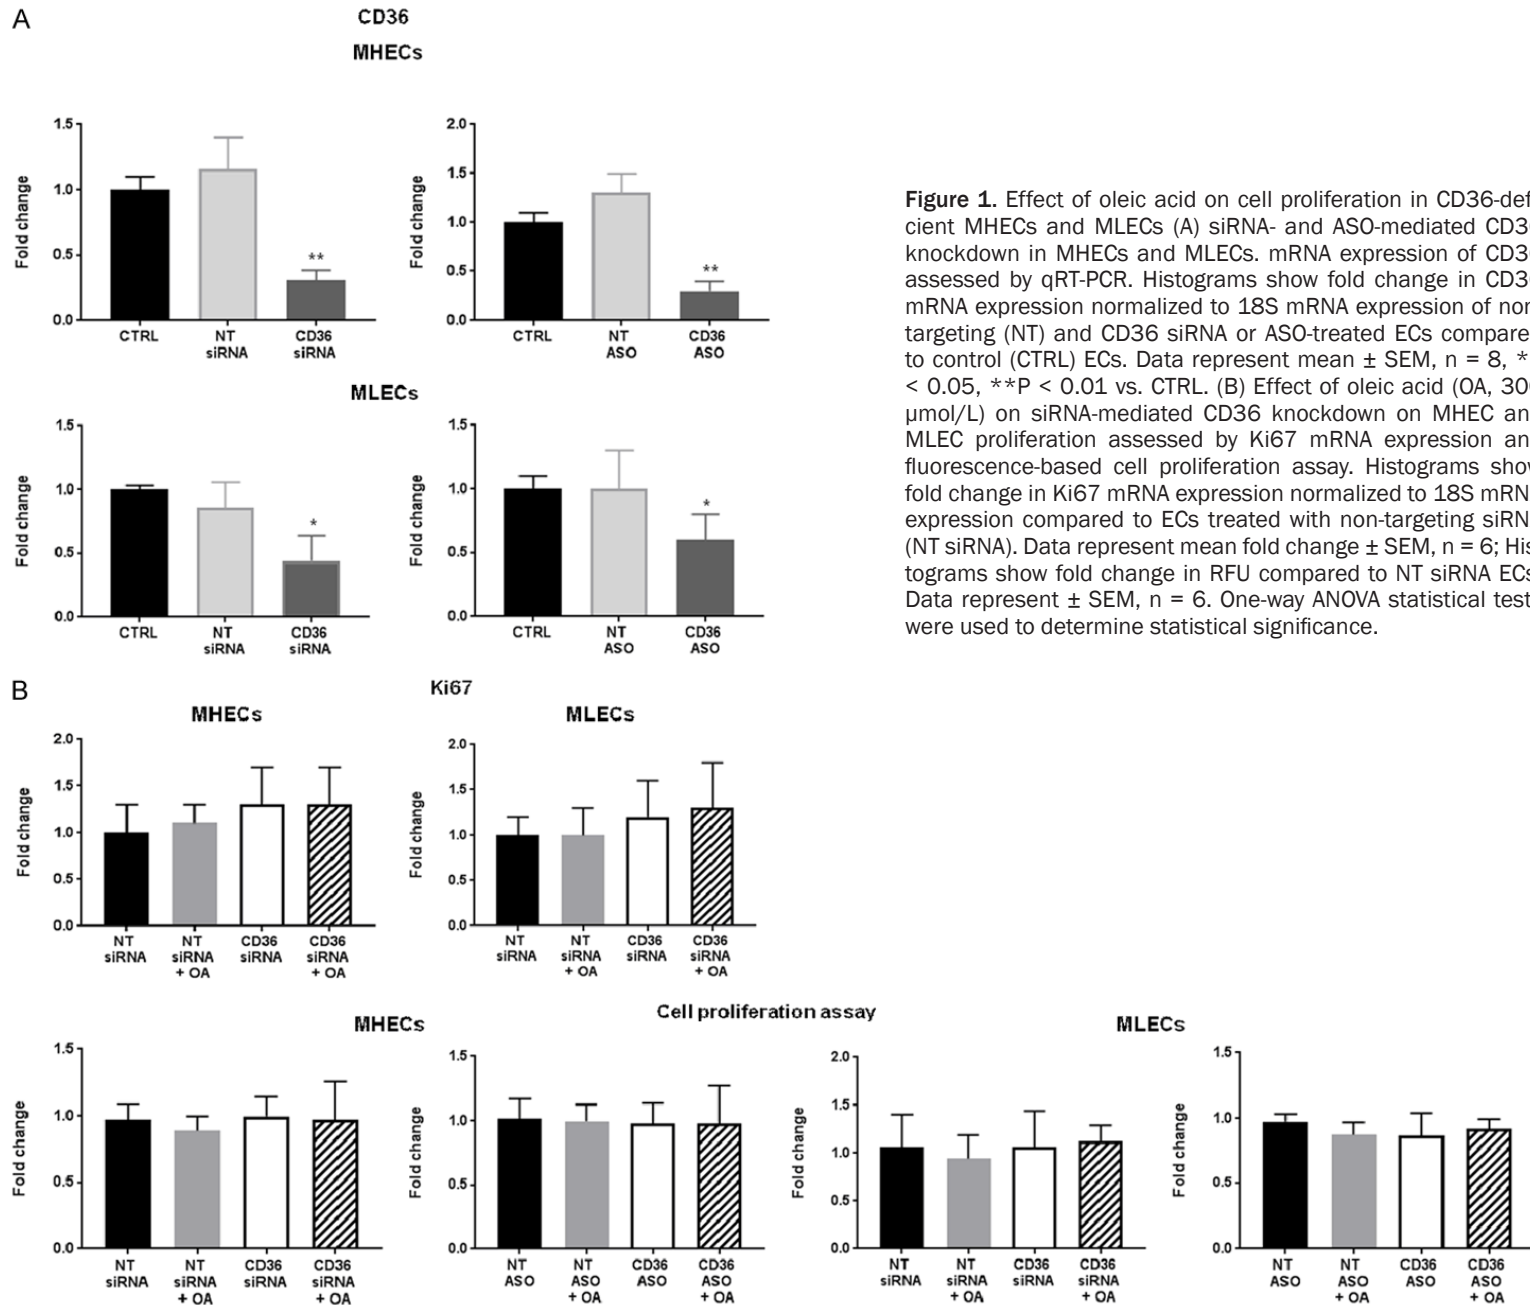 A
CD36
MHECs
1.5
1.0
0.5
0.0
Fold change
CTRL
NT
siRNA
**
CD36
siRNA
2.0
1.5
1.0
0.5
0.0
Fold change
CTRL
NT
ASO
**
CD36
ASO
MLECs
1.5
1.0
0.5
0.0
Fold change
CTRL
NT
siRNA
*
CD36
siRNA
1.5
1.0
0.5
0.0
Fold change
CTRL
NT
ASO
*
CD36
ASO
Figure 1. Effect of oleic acid on cell proliferation in CD36-defi
cient MHECs and MLECs (A) siRNA- and ASO-mediated CD36
knockdown in MHECs and MLECs. mRNA expression of CD36
assessed by qRT-PCR. Histograms show fold change in CD36
mRNA expression normalized to 18S mRNA expression of non
targeting (NT) and CD36 siRNA or ASO-treated ECs compared
to control (CTRL) ECs. Data represent mean ± SEM, n = 8, *
< 0.05, **P < 0.01 vs. CTRL. (B) Effect of oleic acid (OA, 300
µmol/L) on siRNA-mediated CD36 knockdown on MHEC and
MLEC proliferation assessed by Ki67 mRNA expression and
fluorescence-based cell proliferation assay. Histograms show
fold change in Ki67 mRNA expression normalized to 18S mRNA
expression compared to ECs treated with non-targeting siRNA
(NT siRNA). Data represent mean fold change ± SEM, n = 6; His
tograms show fold change in RFU compared to NT siRNA ECs
Data represent ± SEM, n = 6. One-way ANOVA statistical tests
were used to determine statistical significance.
B
Ki67
MHECs
2.0
1.5
1.0
0.5
0.0
Fold change
NT
siRNA
NT
siRNA
+ OA
CD36
siRNA
CD36
siRNA
+ OA
MLECs
2.0
1.5
1.0
0.5
0.0
Fold change
NT
siRNA
NT
siRNA
+ OA
CD36
siRNA
CD36
siRNA
+ OA
Cell proliferation assay
MHECs
1.5
1.0
0.5
0.0
Fold change
NT
siRNA
NT
siRNA
+ OA
CD36
siRNA
CD36
siRNA
+ OA
1.5
1.0
0.5
0.0
Fold change
NT
ASO
NT
ASO
+ OA
CD36
ASO
CD36
ASO
+ OA
MLECs
2.0
1.5
1.0
0.5
0.0
Fold change
NT
siRNA
NT
siRNA
+ OA
CD36
siRNA
CD36
siRNA
+ OA
1.5
1.0
0.5
0.0
Fold change
NT
ASO
NT
ASO
+ OA
CD36
ASO
CD36
ASO
+ OA